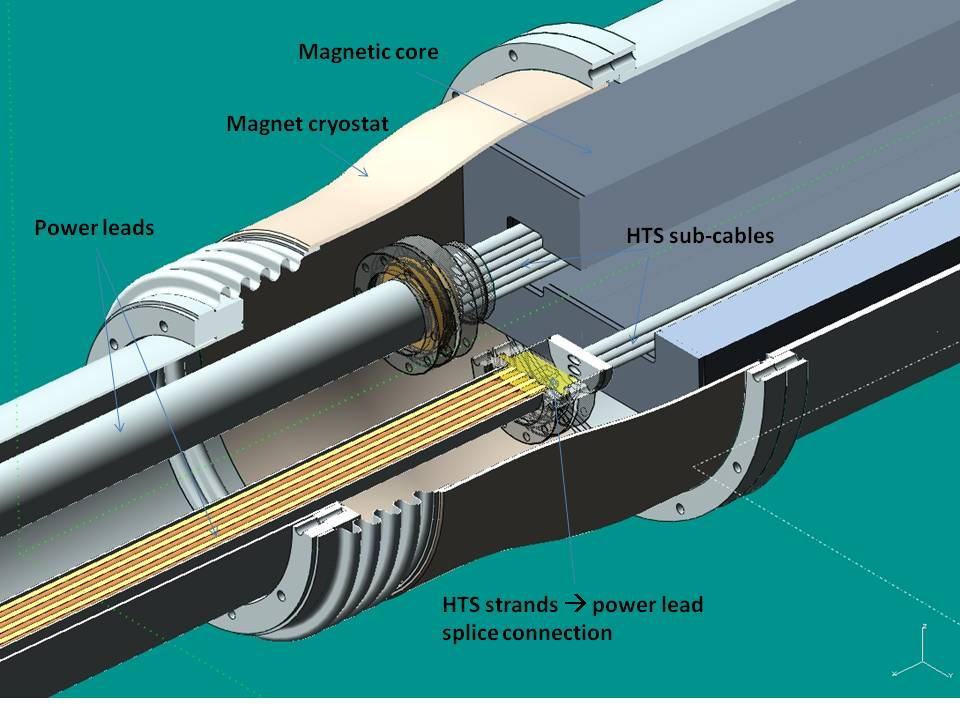 Magnetic core
Magnet cryostat
Power leads
HTS sub-cables
HTS strands → power lead
splice connection
Z
X
Y